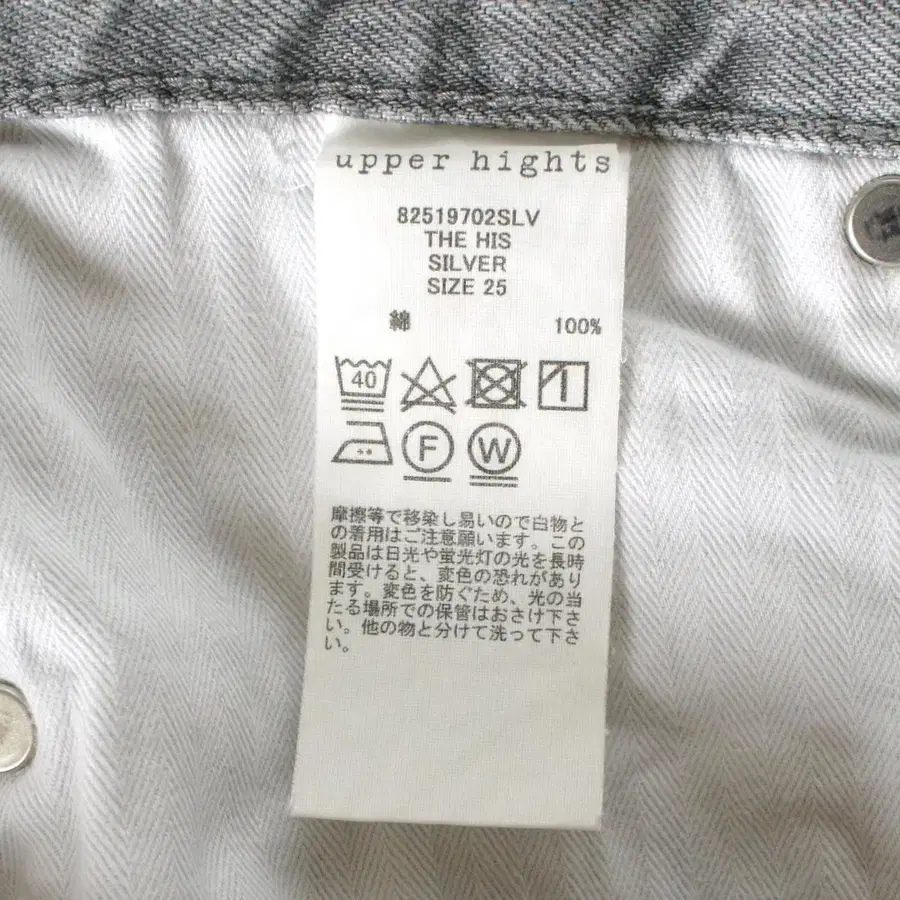 upper hights
82519702SLV
THE HIS
SILVER
SIZE 25
綿 100%
40
F W
摩擦等で移染し易いので白物と
の着用はご注意願います。この
製品は日光や蛍光灯の光を長時
間受けると、変色の恐れがあり
ます。変色を防ぐため、光の当
たる場所での保管はおさけ下さ
い。他の物と分けて洗って下さ
い。